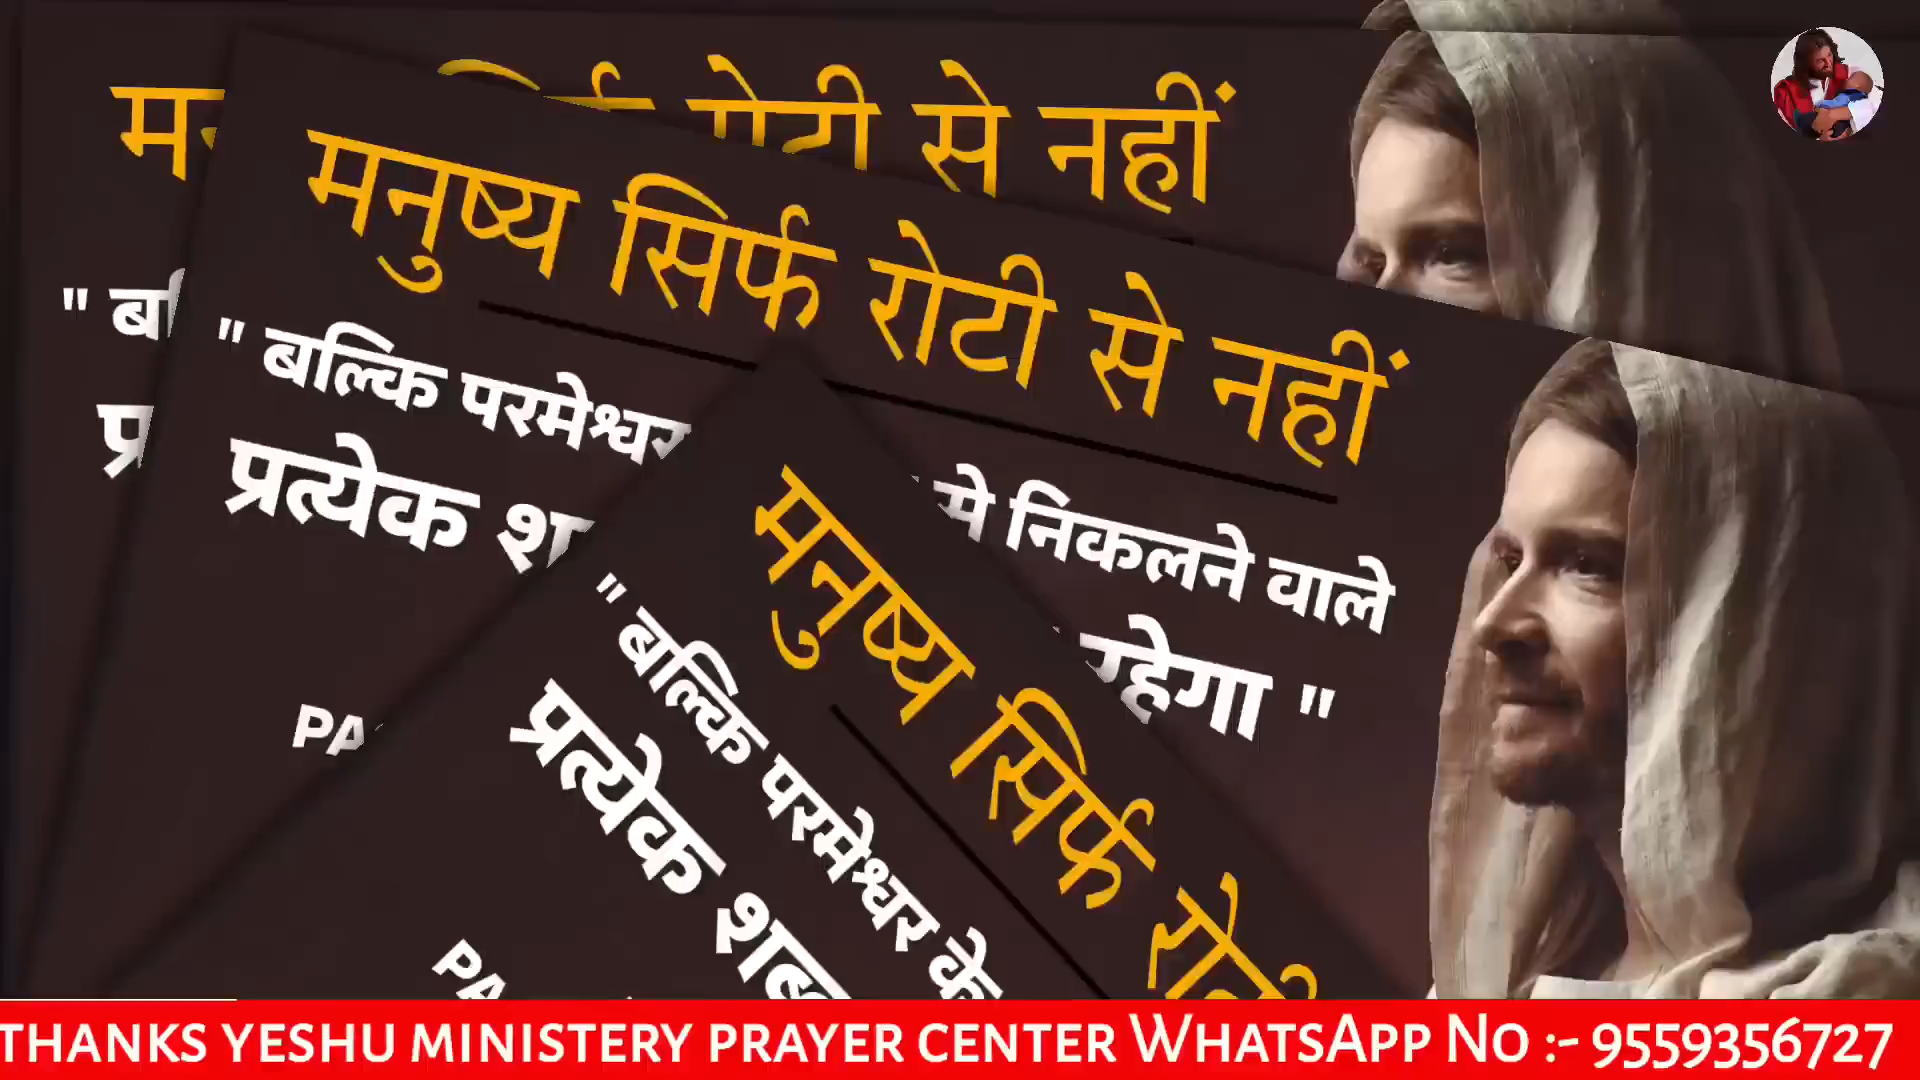 से नहीं
मनुष्य सिर्फ रोटी से नहीं
" बल्कि परमेश्वर
से निकलने वाले
प्रत्येक
रहेगा "
मनुष्य सिर्फ
" बल्कि परमेश्वर के
प्रत्येक
THANKS YESHU MINISTERY PRAYER CENTER WHATSAPP NO :- 9559356727